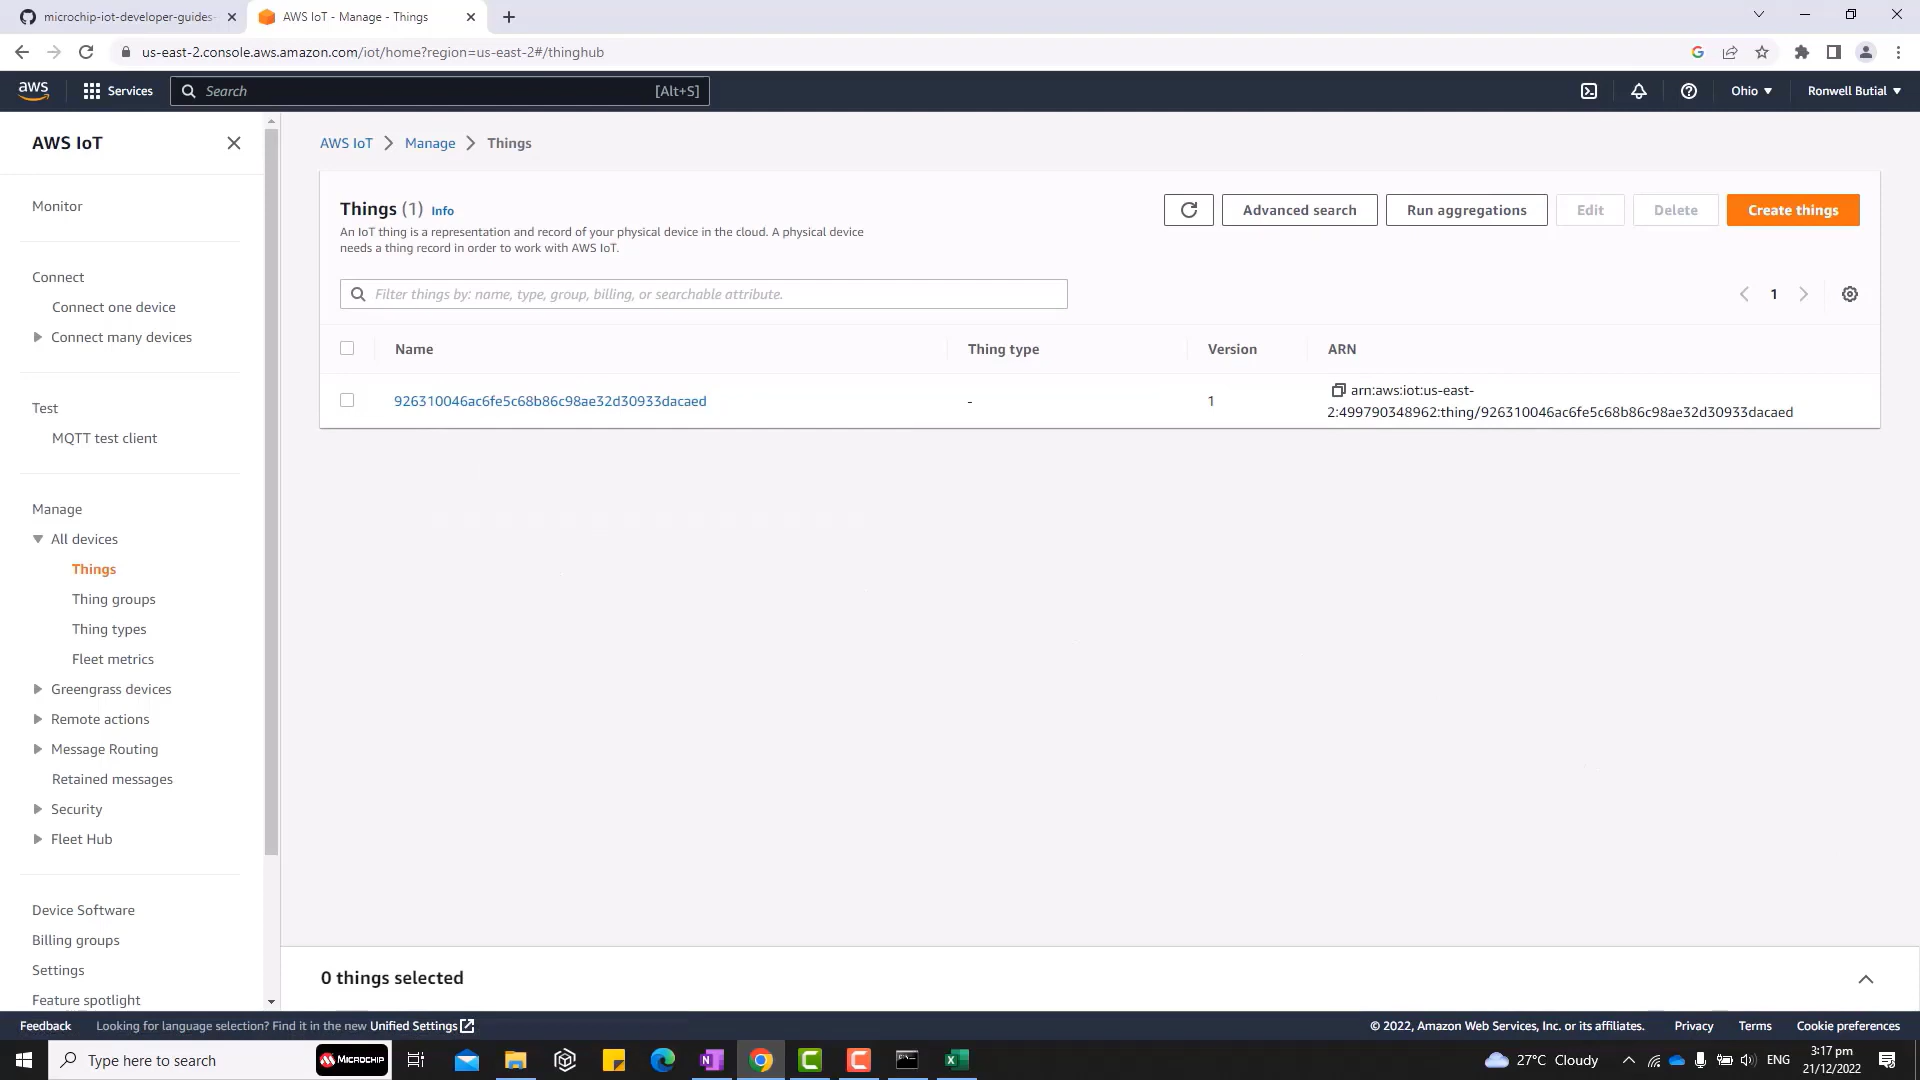 microchip-iot-developer-guides-
AWS IoT - Manage - Things
us-east-2.console.aws.amazon.com/iot/home?region=us-east-2#/thinghub
aws
Services
Search
[Alt+S]
Ohio
Ronwell Butial
AWS IoT
Monitor
Connect
Connect one device
Connect many devices
Test
MQTT test client
Manage
All devices
Things
Thing groups
Thing types
Fleet metrics
Greengrass devices
Remote actions
Message Routing
Retained messages
Security
Fleet Hub
Device Software
Billing groups
Settings
Feature spotlight
AWS IoT > Manage > Things
Things (1) Info
An IoT thing is a representation and record of your physical device in the cloud. A physical device
needs a thing record in order to work with AWS IoT.
Advanced search
Run aggregations
Edit
Delete
Create things
Filter things by: name, type, group, billing, or searchable attribute.
1
Name
Thing type
Version
ARN
926310046ac6fe5c68b86c98ae32d30933dacaed
-
1
arn:aws:iot:us-east-
2:499790348962:thing/926310046ac6fe5c68b86c98ae32d30933dacaed
0 things selected
Feedback
Looking for language selection? Find it in the new Unified Settings
© 2022, Amazon Web Services, Inc. or its affiliates.
Privacy
Terms
Cookie preferences
Type here to search
MICROCHIP
27°C Cloudy
ENG
3:17 pm
21/12/2022